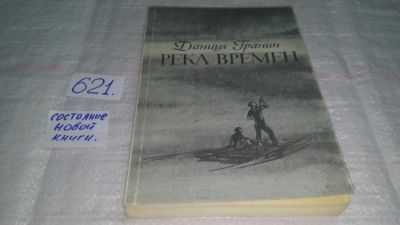 Даниил Гранин
РЕКА ВРЕМЕН
621.
состояние
новой
книги.